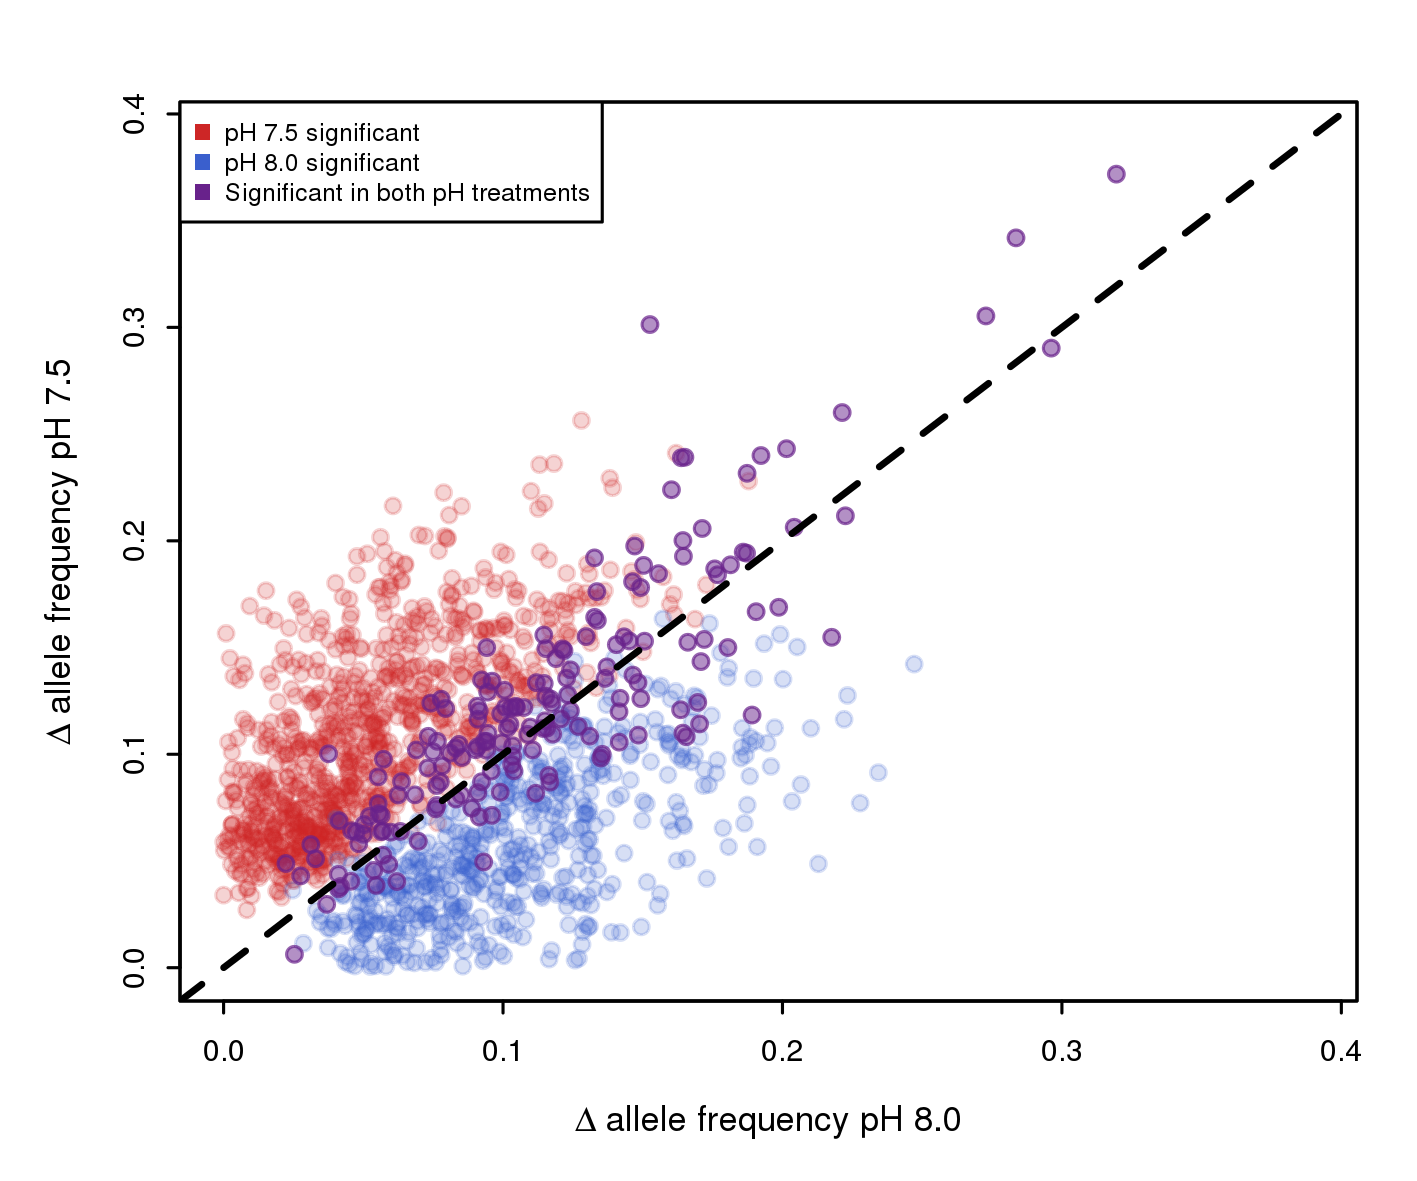 pH 7.5 significant
pH 8.0 significant
Significant in both pH treatments
Δ allele frequency pH 7.5
0.4
0.3
0.2
0.1
0.0
0.0 0.1 0.2 0.3 0.4
Δ allele frequency pH 8.0